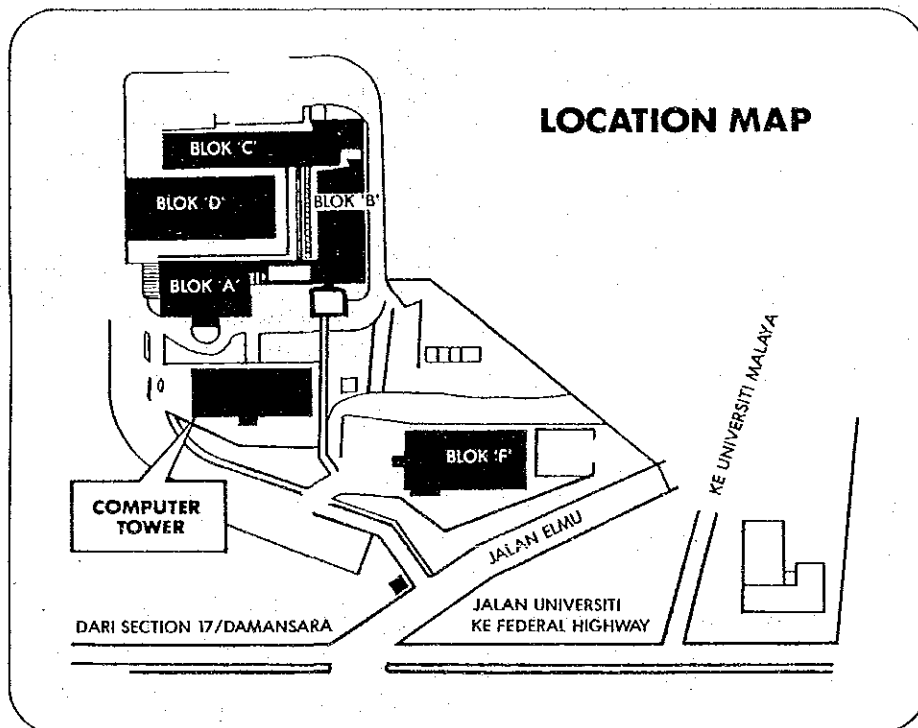 LOCATION MAP
BLOK 'C'
BLOK 'D'
BLOK 'B'
BLOK 'A'
KE UNIVERSITI MALAYA
BLOK 'F'
COMPUTER
TOWER
JALAN ELMU
DARI SECTION 17/DAMANSARA
JALAN UNIVERSITI
KE FEDERAL HIGHWAY